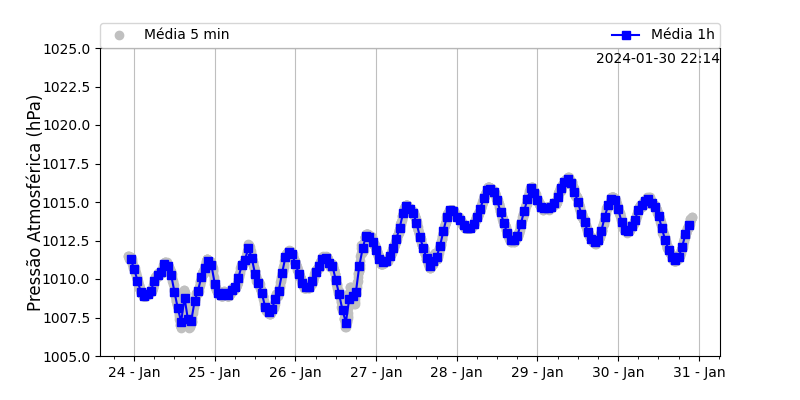 Média 5 min
Média 1h
2024-01-30 22:14
Pressão Atmosférica (hPa)
1025.0
1022.5
1020.0
1017.5
1015.0
1012.5
1010.0
1007.5
1005.0
24 - Jan
25 - Jan
26 - Jan
27 - Jan
28 - Jan
29 - Jan
30 - Jan
31 - Jan